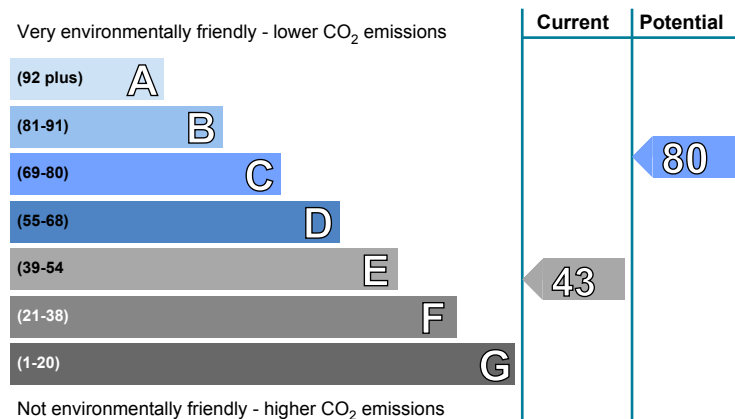 Very environmentally friendly - lower CO2 emissions
Current
Potential
(92 plus) A
(81-91) B
(69-80) C
80
(55-68) D
(39-54 E
43
(21-38) F
(1-20) G
Not environmentally friendly - higher CO2 emissions